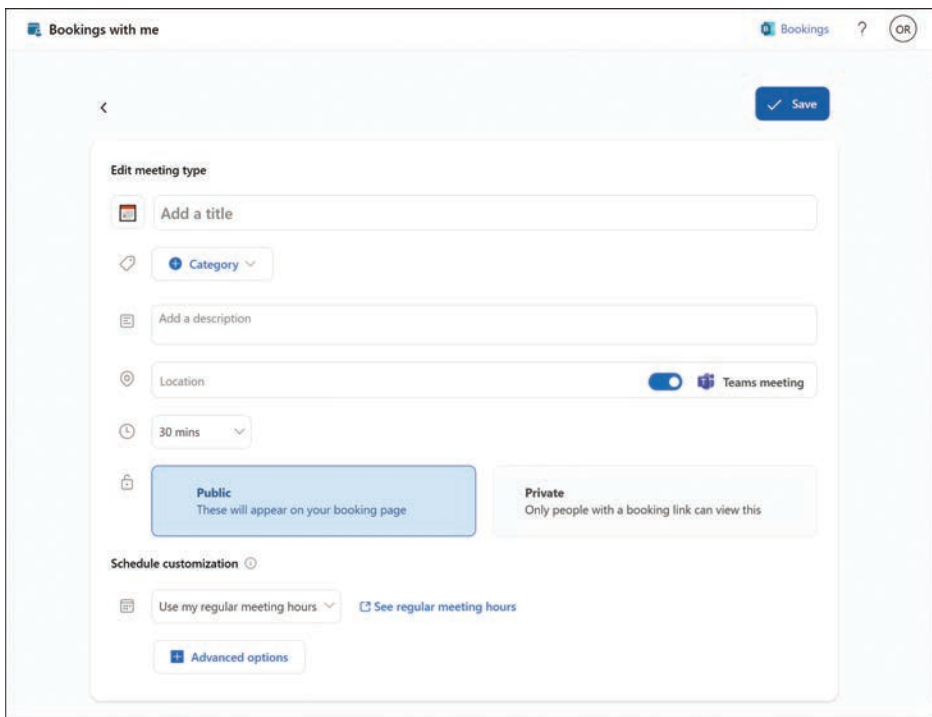 Bookings with me
Bookings
?
OR
Save
Edit meeting type
Add a title
Category
Add a description
Location
Teams meeting
30 mins
Public
These will appear on your booking page
Private
Only people with a booking link can view this
Schedule customization
Use my regular meeting hours
See regular meeting hours
Advanced options